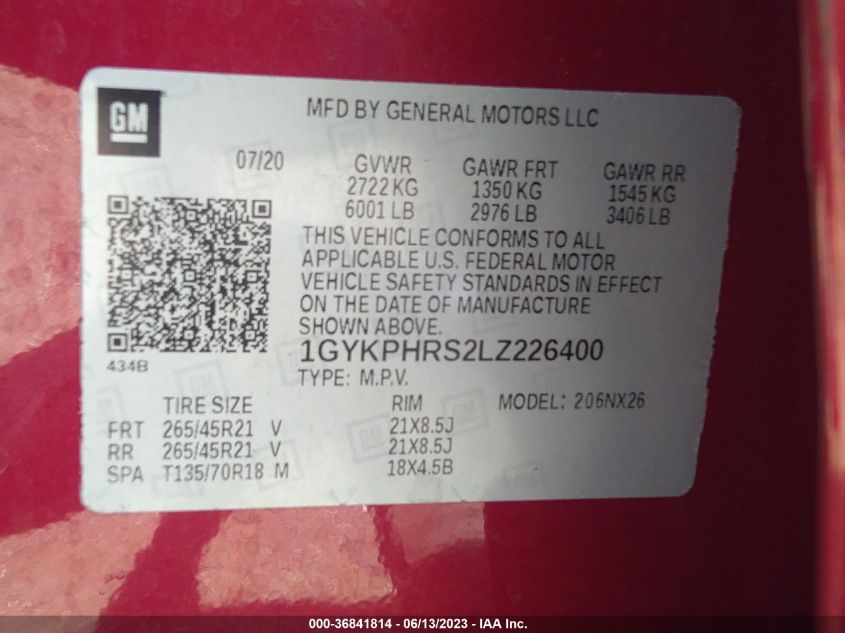 GM
MFD BY GENERAL MOTORS LLC
07/20 GVWR GAWR FRT GAWR RR
2722 KG 1350 KG 1545 KG
6001 LB 2976 LB 3406 LB
THIS VEHICLE CONFORMS TO ALL
APPLICABLE U.S. FEDERAL MOTOR
VEHICLE SAFETY STANDARDS IN EFFECT
ON THE DATE OF MANUFACTURE
SHOWN ABOVE.
434B
1GYKPHRS2LZ226400
TYPE: M.P.V.
TIRE SIZE RIM MODEL: 206NX26
FRT 265/45R21 V 21X8.5J
RR 265/45R21 V 21X8.5J
SPA T135/70R18 M 18X4.5B
000-36841814 - 06/13/2023 - IAA Inc.